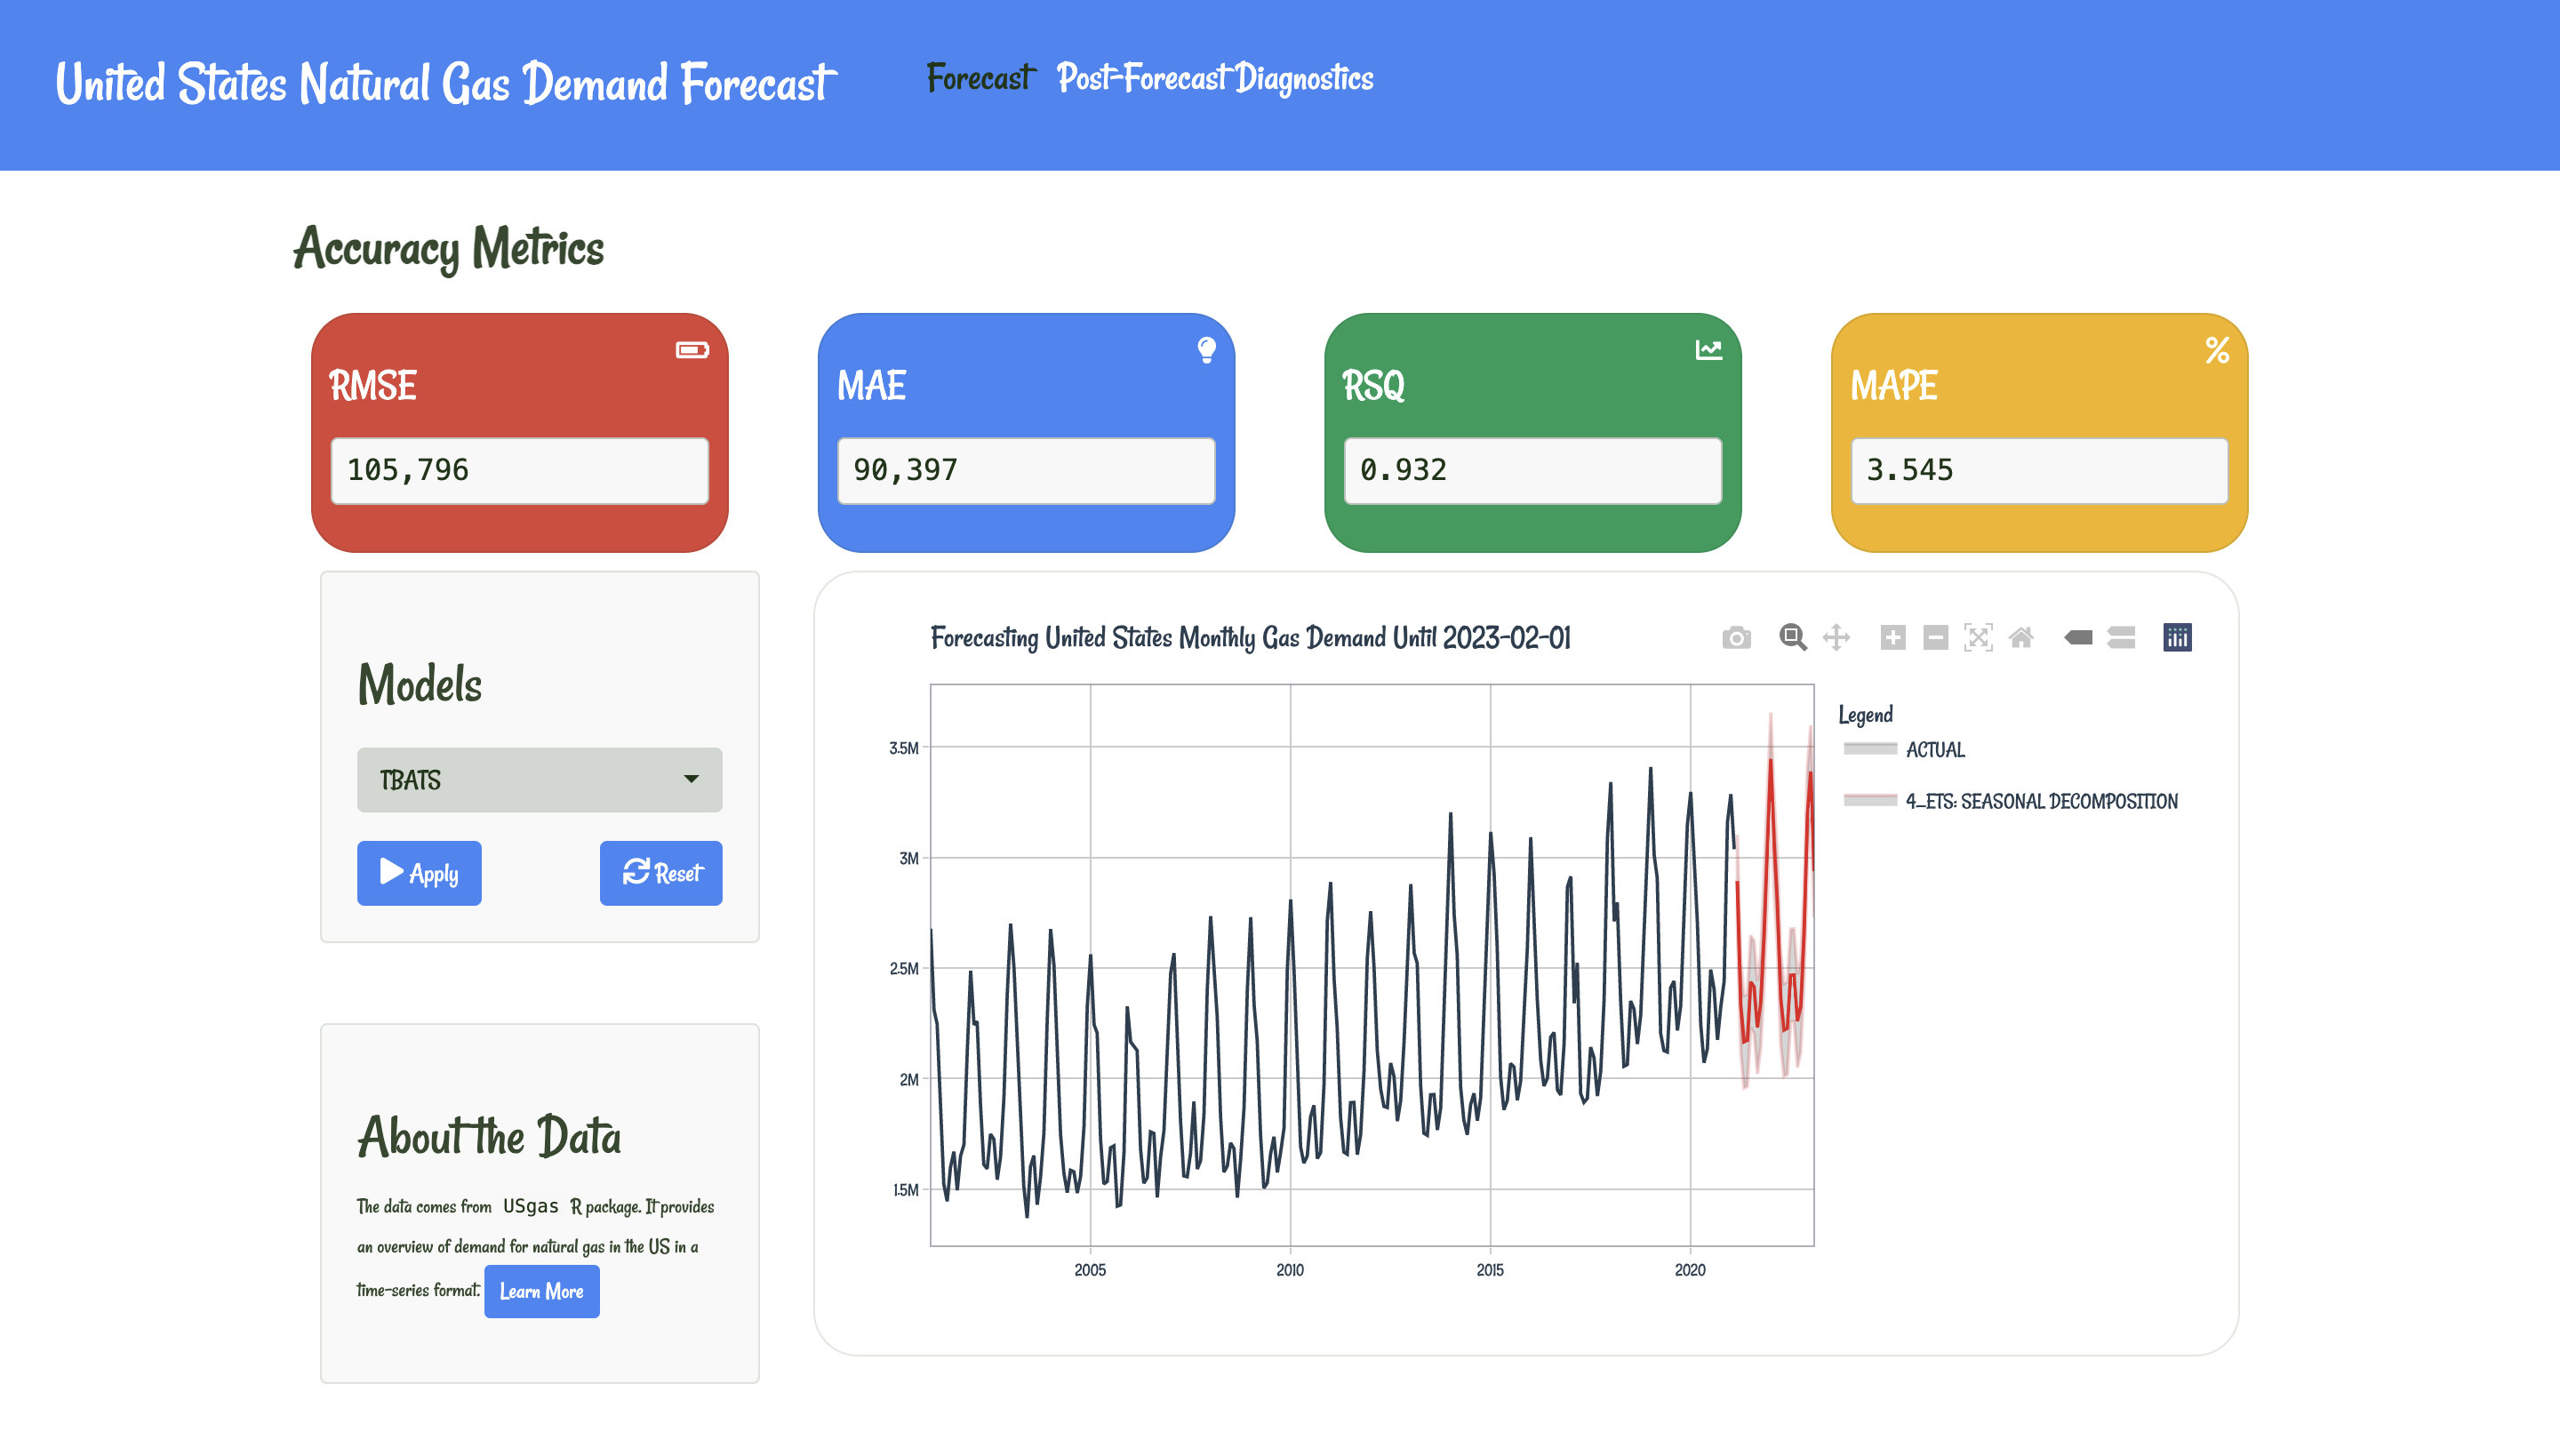 United States Natural Gas Demand Forecast
Forecast Post-Forecast Diagnostics
Accuracy Metrics
RMSE
105,796
MAE
90,397
RSQ
0.932
%
MAPE
3.545
Models
TBATS
Apply
Reset
About the Data
The data comes from USgas R package. It provides
an overview of demand for natural gas in the US in a
time-series format. Learn More
Forecasting United States Monthly Gas Demand Until 2023-02-01
3.5M
3M
2.5M
2M
1.5M
2005
2010
2015
2020
Legend
ACTUAL
4_ETS: SEASONAL DECOMPOSITION